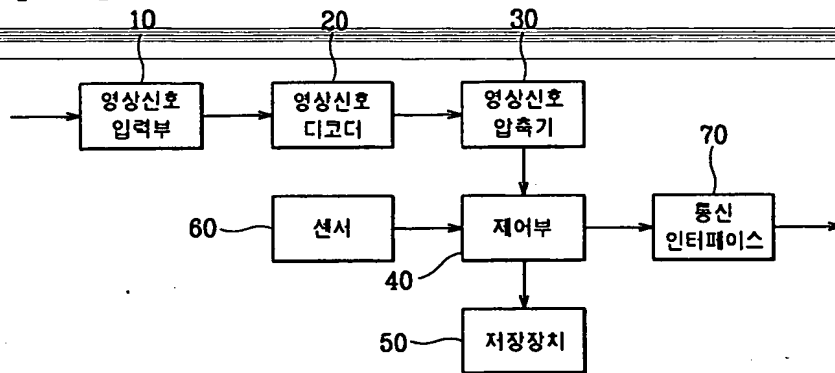 10
20
30
영상신호
입력부
영상신호
디코더
영상신호
압축기
70
60
센서
제어부
통신
인터페이스
40
50
저장장치